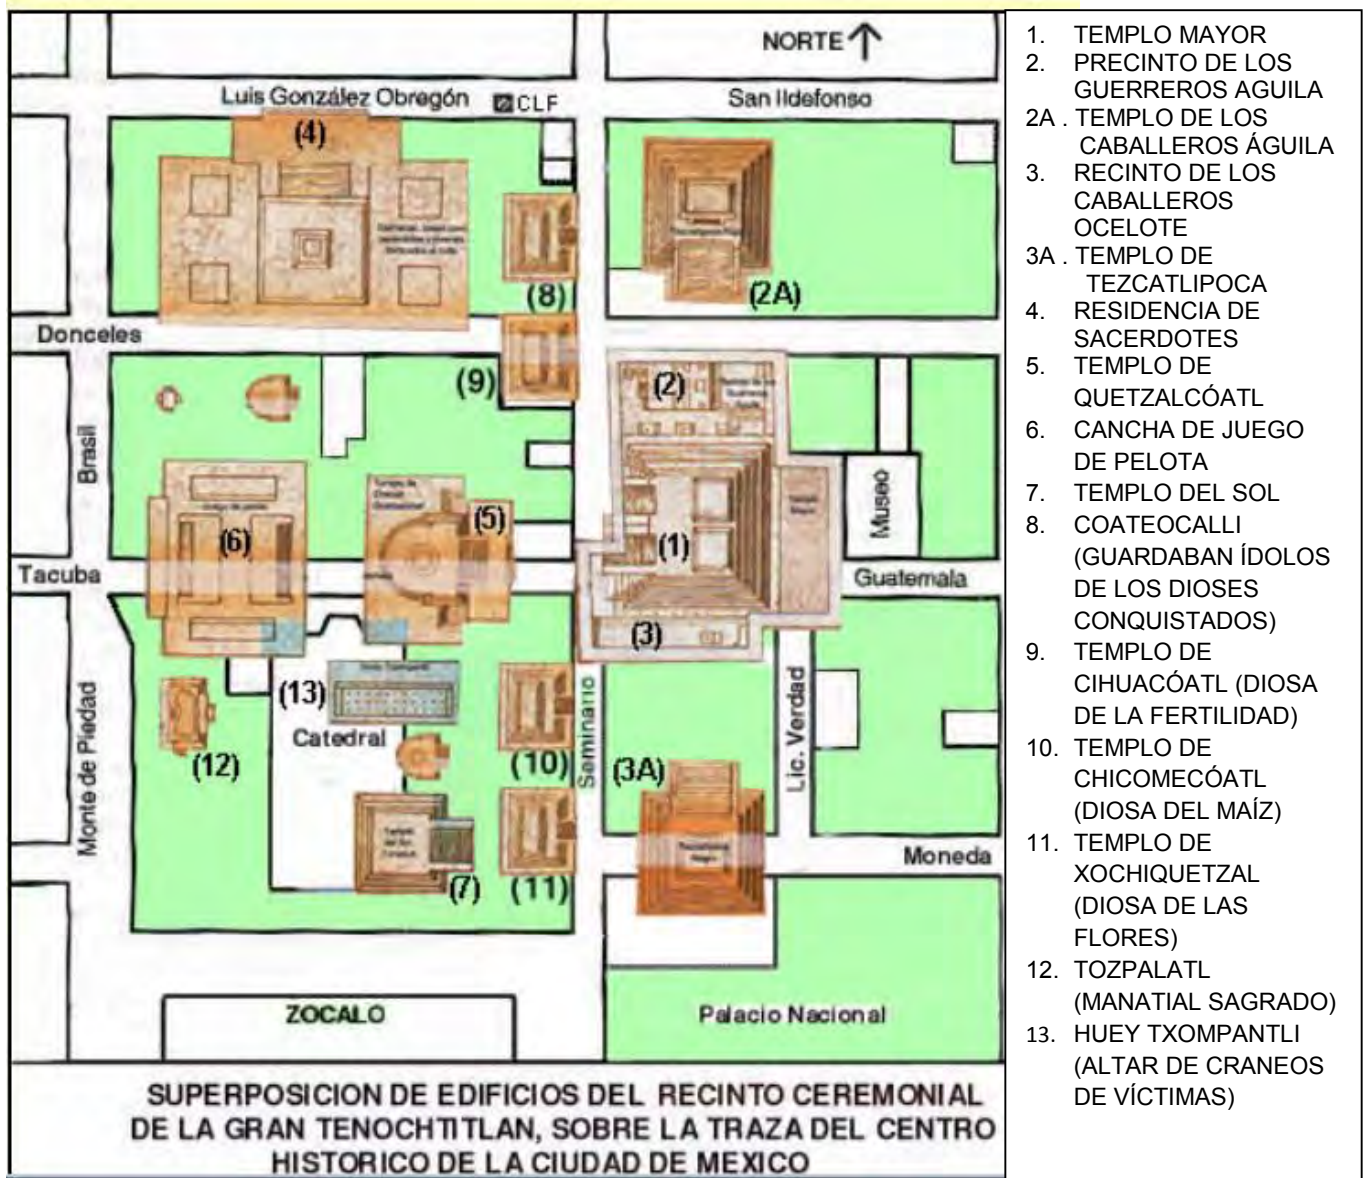 NORTE
Luis González Obregón
CLF
San Ildefonso
(4)
(8)
(2A)
Donceles
(9)
(2)
Brasil
Museo
(5)
(6)
(1)
Tacuba
Guatemala
(3)
(13)
Catedral
(12)
(10)
Monte de Piedad
Seminario
Lic. Verdad
(3A)
(7)
(11)
Moneda
ZOCALO
Palacio Nacional
SUPERPOSICION DE EDIFICIOS DEL RECINTO CEREMONIAL
DE LA GRAN TENOCHTITLAN, SOBRE LA TRAZA DEL CENTRO
HISTORICO DE LA CIUDAD DE MEXICO
1. TEMPLO MAYOR
2. PRECINTO DE LOS
GUERREROS AGUILA
2A . TEMPLO DE LOS
CABALLEROS ÁGUILA
3. RECINTO DE LOS
CABALLEROS
OCELOTE
3A . TEMPLO DE
TEZCATLIPOCA
4. RESIDENCIA DE
SACERDOTES
5. TEMPLO DE
QUETZALCÓATL
6. CANCHA DE JUEGO
DE PELOTA
7. TEMPLO DEL SOL
8. COATEOCALLI
(GUARDABAN ÍDOLOS
DE LOS DIOSES
CONQUISTADOS)
9. TEMPLO DE
CIHUACÓATL (DIOSA
DE LA FERTILIDAD)
10. TEMPLO DE
CHICOMECÓATL
(DIOSA DEL MAÍZ)
11. TEMPLO DE
XOCHIQUETZAL
(DIOSA DE LAS
FLORES)
12. TOZPALATL
(MANATIAL SAGRADO)
13. HUEY TXOMPANTLI
(ALTAR DE CRANEOS
DE VÍCTIMAS)